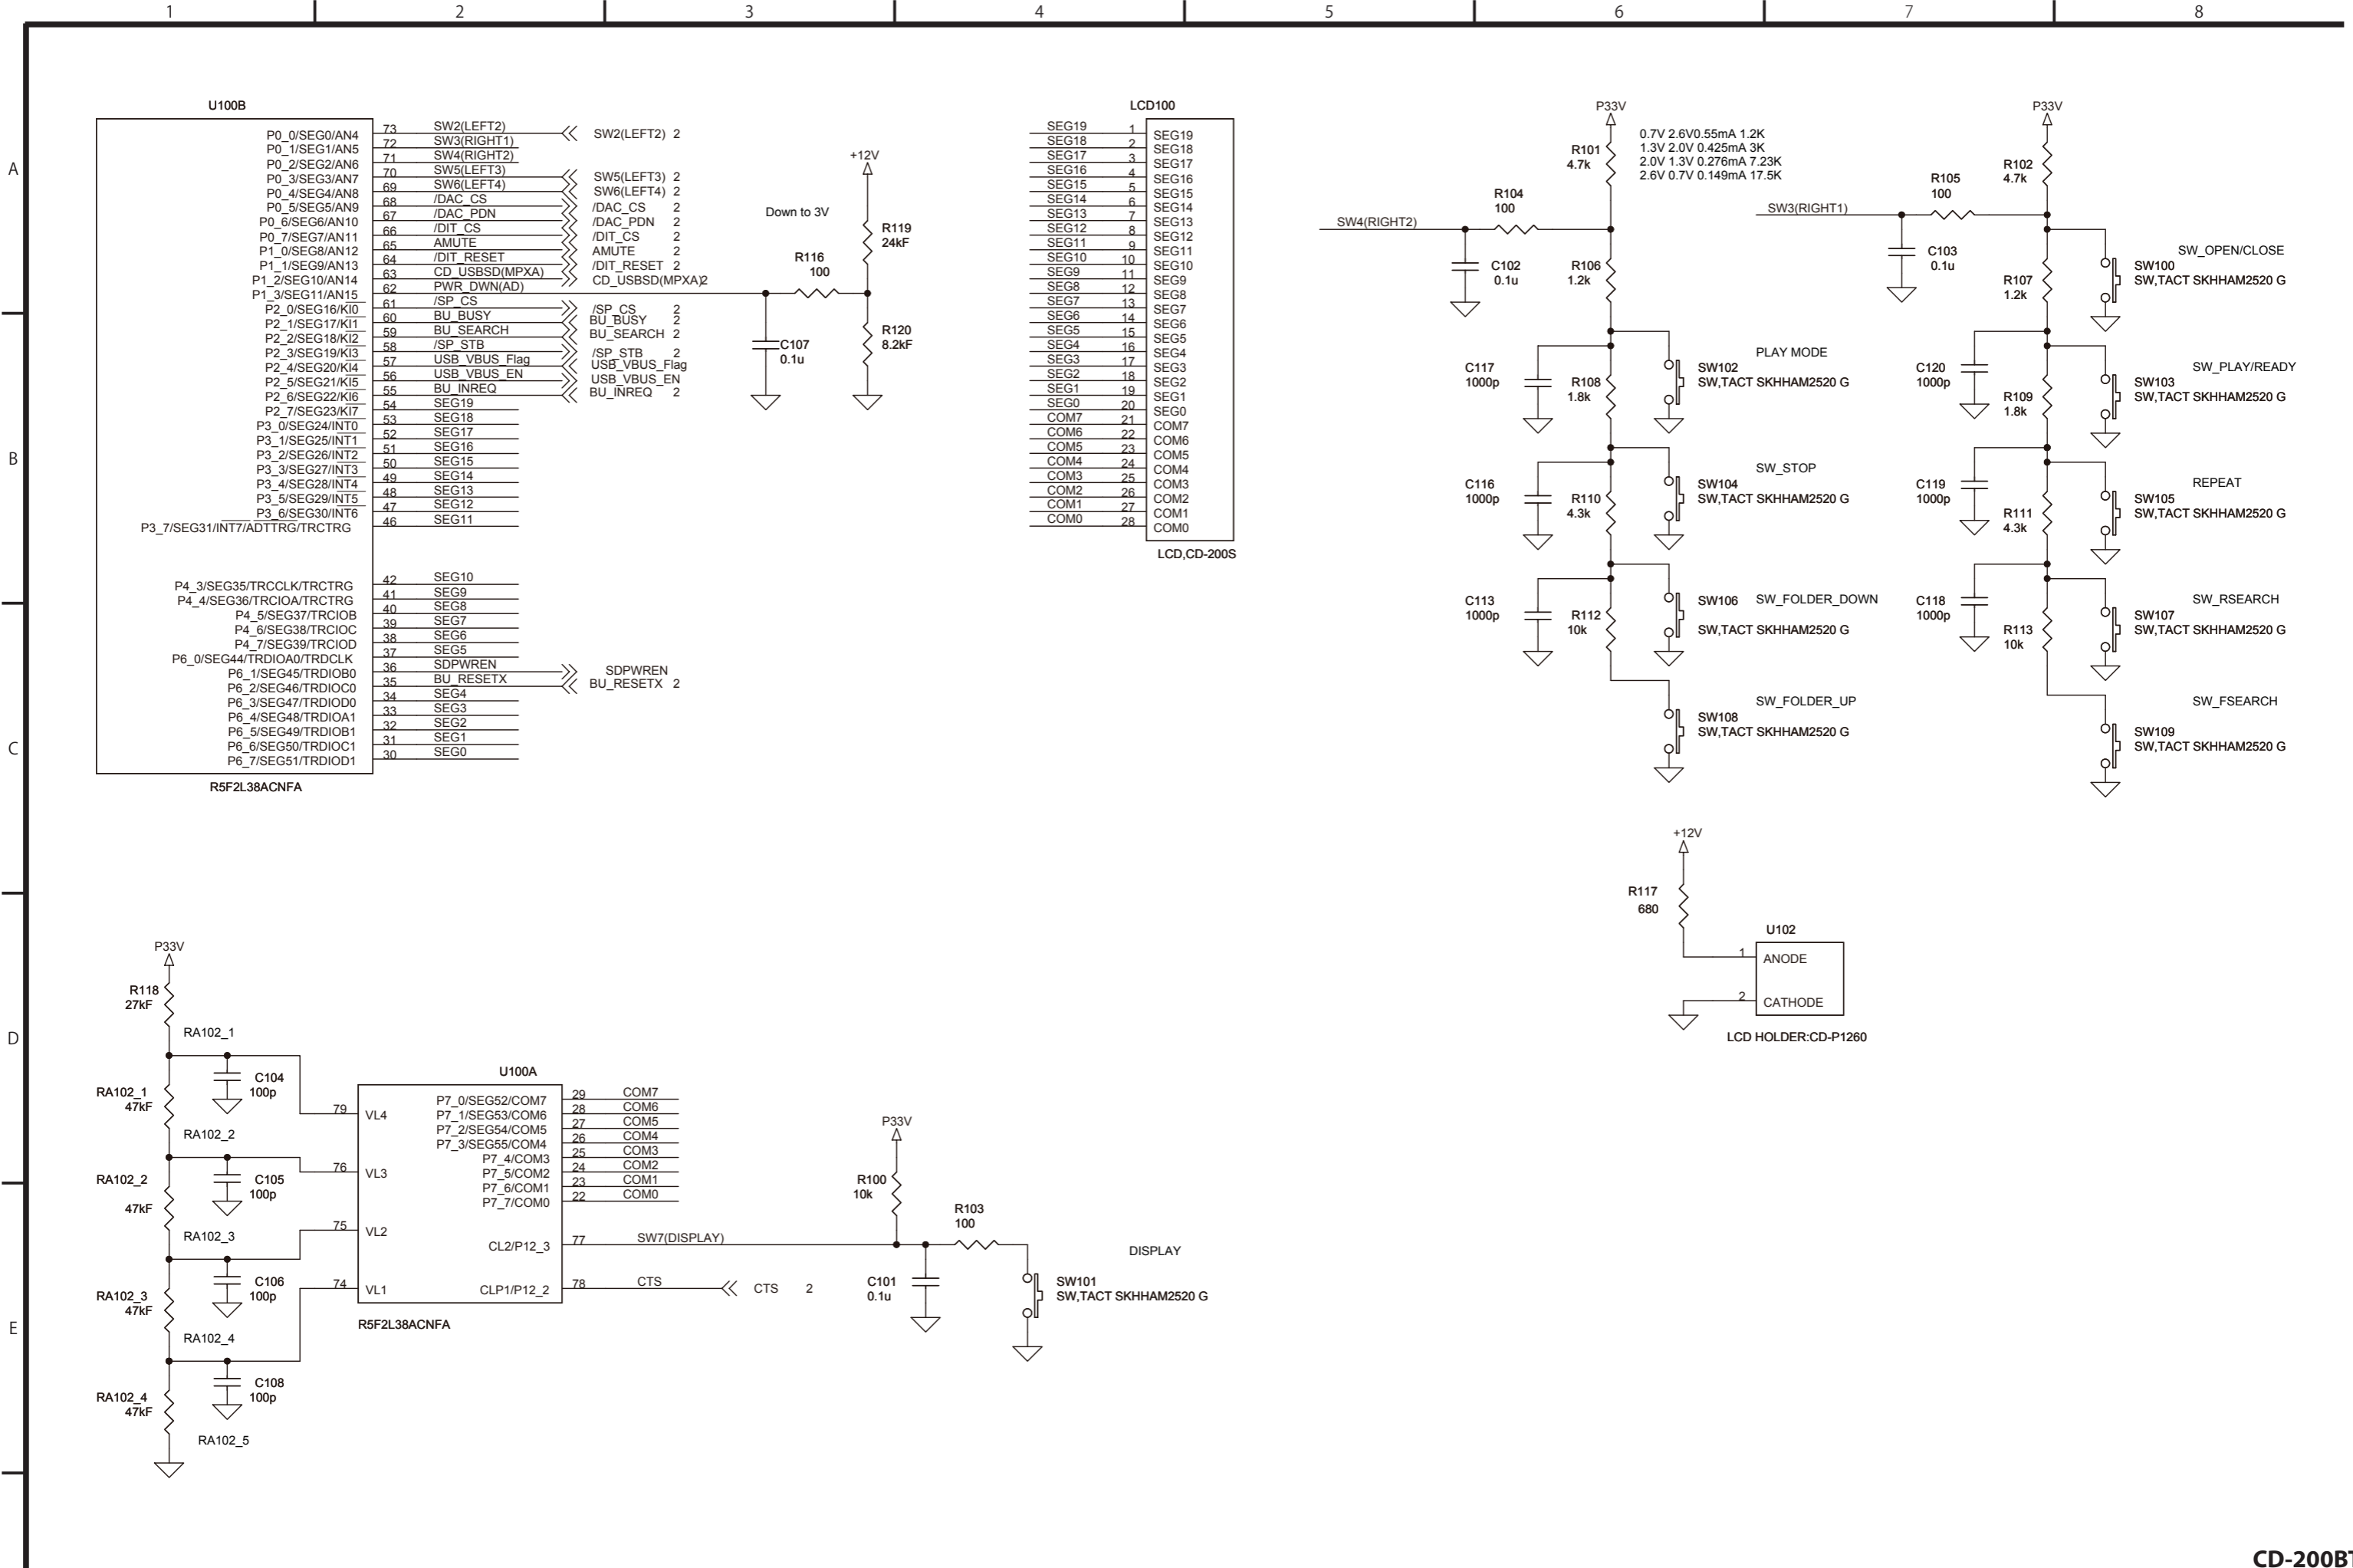 1 2 3 4 5 6 7 8
A
B
C
D
E
U100B
P0_0/SEG0/AN4 73 SW2(LEFT2) SW2(LEFT2) 2
P0_1/SEG1/AN5 72 SW3(RIGHT1)
P0_2/SEG2/AN6 71 SW4(RIGHT2)
P0_3/SEG3/AN7 70 SW5(LEFT3) SW5(LEFT3) 2
P0_4/SEG4/AN8 69 SW6(LEFT4) SW6(LEFT4) 2
P0_5/SEG5/AN9 68 /DAC_CS /DAC_CS 2
P0_6/SEG6/AN10 67 /DAC_PDN /DAC_PDN 2
P0_7/SEG7/AN11 66 /DIT_CS /DIT_CS 2
P1_0/SEG8/AN12 65 AMUTE AMUTE 2
P1_1/SEG9/AN13 64 /DIT_RESET /DIT_RESET 2
P1_2/SEG10/AN14 63 CD_USBSD(MPXA) CD_USBSD(MPXA)2
P1_3/SEG11/AN15 62 PWR_DWN(AD)
P2_0/SEG16/KI0 61 /SP_CS /SP_CS 2
P2_1/SEG17/KI1 60 BU_BUSY BU_BUSY 2
P2_2/SEG18/KI2 59 BU_SEARCH BU_SEARCH 2
P2_3/SEG19/KI3 58 /SP_STB /SP_STB 2
P2_4/SEG20/KI4 57 USB_VBUS_Flag USB_VBUS_Flag
P2_5/SEG21/KI5 56 USB_VBUS_EN USB_VBUS_EN
P2_6/SEG22/KI6 55 BU_INREQ BU_INREQ 2
P2_7/SEG23/KI7 54 SEG19
P3_0/SEG24/INT0 53 SEG18
P3_1/SEG25/INT1 52 SEG17
P3_2/SEG26/INT2 51 SEG16
P3_3/SEG27/INT3 50 SEG15
P3_4/SEG28/INT4 49 SEG14
P3_5/SEG29/INT5 48 SEG13
P3_6/SEG30/INT6 47 SEG12
P3_7/SEG31/INT7/ADTTRG/TRCTRG 46 SEG11
P4_3/SEG35/TRCCLK/TRCTRG 42 SEG10
P4_4/SEG36/TRCIOA/TRCTRG 41 SEG9
P4_5/SEG37/TRCIOB 40 SEG8
P4_6/SEG38/TRCIOC 39 SEG7
P4_7/SEG39/TRCIOD 38 SEG6
P6_0/SEG44/TRDIOA0/TRDCLK 37 SEG5
P6_1/SEG45/TRDIOB0 36 SDPWREN SDPWREN
P6_2/SEG46/TRDIOC0 35 BU_RESETX BU_RESETX 2
P6_3/SEG47/TRDIOD0 34 SEG4
P6_4/SEG48/TRDIOA1 33 SEG3
P6_5/SEG49/TRDIOB1 32 SEG2
P6_6/SEG50/TRDIOC1 31 SEG1
P6_7/SEG51/TRDIOD1 30 SEG0
R5F2L38ACNFA
+12V
Down to 3V
R119
24kF
R116
100
R120
8.2kF
C107
0.1u
LCD100
SEG19 1 SEG19
SEG18 2 SEG18
SEG17 3 SEG17
SEG16 4 SEG16
SEG15 5 SEG15
SEG14 6 SEG14
SEG13 7 SEG13
SEG12 8 SEG12
SEG11 9 SEG11
SEG10 10 SEG10
SEG9 11 SEG9
SEG8 12 SEG8
SEG7 13 SEG7
SEG6 14 SEG6
SEG5 15 SEG5
SEG4 16 SEG4
SEG3 17 SEG3
SEG2 18 SEG2
SEG1 19 SEG1
SEG0 20 SEG0
COM7 21 COM7
COM6 22 COM6
COM5 23 COM5
COM4 24 COM4
COM3 25 COM3
COM2 26 COM2
COM1 27 COM1
COM0 28 COM0
LCD,CD-200S
P33V
0.7V 2.6V0.55mA 1.2K
1.3V 2.0V 0.425mA 3K
2.0V 1.3V 0.276mA 7.23K
2.6V 0.7V 0.149mA 17.5K
R101
4.7k
R104
100
SW4(RIGHT2)
C102
0.1u
R106
1.2k
PLAY MODE
C117
1000p
R108
1.8k
SW102
SW,TACT SKHHAM2520 G
SW_STOP
C116
1000p
R110
4.3k
SW104
SW,TACT SKHHAM2520 G
C113
1000p
R112
10k
SW106 SW_FOLDER_DOWN
SW,TACT SKHHAM2520 G
SW_FOLDER_UP
SW108
SW,TACT SKHHAM2520 G
P33V
R102
4.7k
R105
100
SW3(RIGHT1)
C103
0.1u
R107
1.2k
SW_OPEN/CLOSE
SW100
SW,TACT SKHHAM2520 G
C120
1000p
R109
1.8k
SW_PLAY/READY
SW103
SW,TACT SKHHAM2520 G
C119
1000p
R111
4.3k
REPEAT
SW105
SW,TACT SKHHAM2520 G
C118
1000p
R113
10k
SW_RSEARCH
SW107
SW,TACT SKHHAM2520 G
SW_FSEARCH
SW109
SW,TACT SKHHAM2520 G
+12V
R117
680
U102
1 ANODE
2 CATHODE
LCD HOLDER:CD-P1260
P33V
R118
27kF
RA102_1
C104
100p
RA102_1
47kF
RA102_2
C105
100p
RA102_2
47kF
RA102_3
C106
100p
RA102_3
47kF
RA102_4
C108
100p
RA102_4
47kF
RA102_5
U100A
79 VL4
76 VL3
75 VL2
74 VL1
P7_0/SEG52/COM7 29 COM7
P7_1/SEG53/COM6 28 COM6
P7_2/SEG54/COM5 27 COM5
P7_3/SEG55/COM4 26 COM4
P7_4/COM3 25 COM3
P7_5/COM2 24 COM2
P7_6/COM1 23 COM1
P7_7/COM0 22 COM0
CL2/P12_3 77 SW7(DISPLAY)
CLP1/P12_2 78 CTS CTS 2
R5F2L38ACNFA
P33V
R100
10k
R103
100
C101
0.1u
DISPLAY
SW101
SW,TACT SKHHAM2520 G
CD-200BT